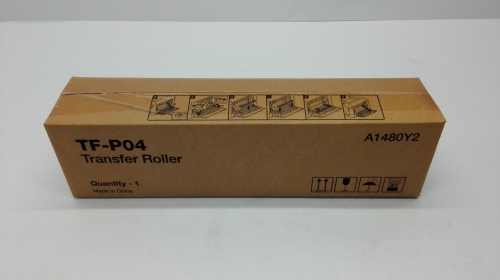 TF-P04
Transfer Roller
A1480Y2
Quantity - 1
Made in China